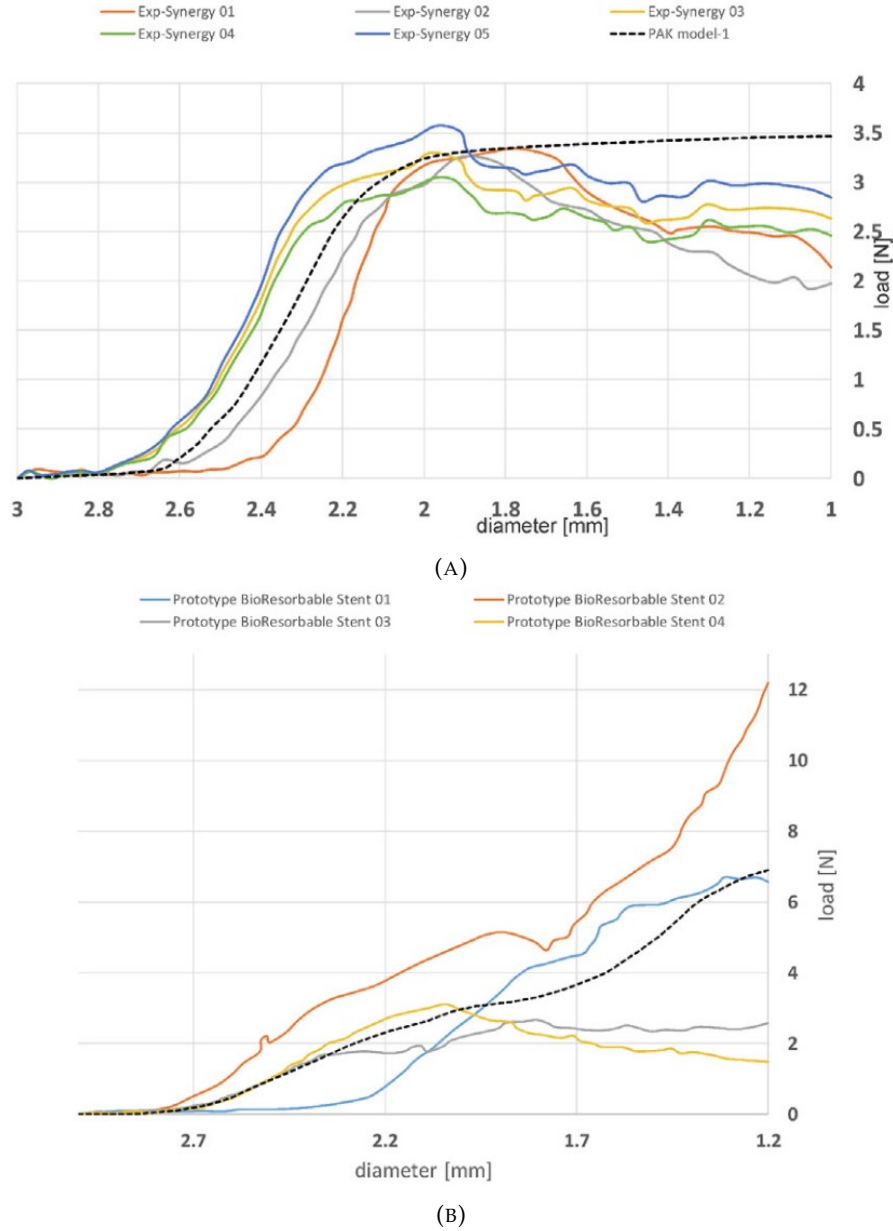 Exp-Synergy 01 Exp-Synergy 02 Exp-Synergy 03
Exp-Synergy 04 Exp-Synergy 05 PAK model-1
4
3.5
3
2.5
2
1.5
1
0.5
0
load [N]
3 2.8 2.6 2.4 2.2 2 1.8 1.6 1.4 1.2 1
diameter [mm]
(A)
Prototype BioResorbable Stent 01 Prototype BioResorbable Stent 02
Prototype BioResorbable Stent 03 Prototype BioResorbable Stent 04
12
10
8
6
4
2
0
load [N]
2.7 2.2 1.7 1.2
diameter [mm]
(B)